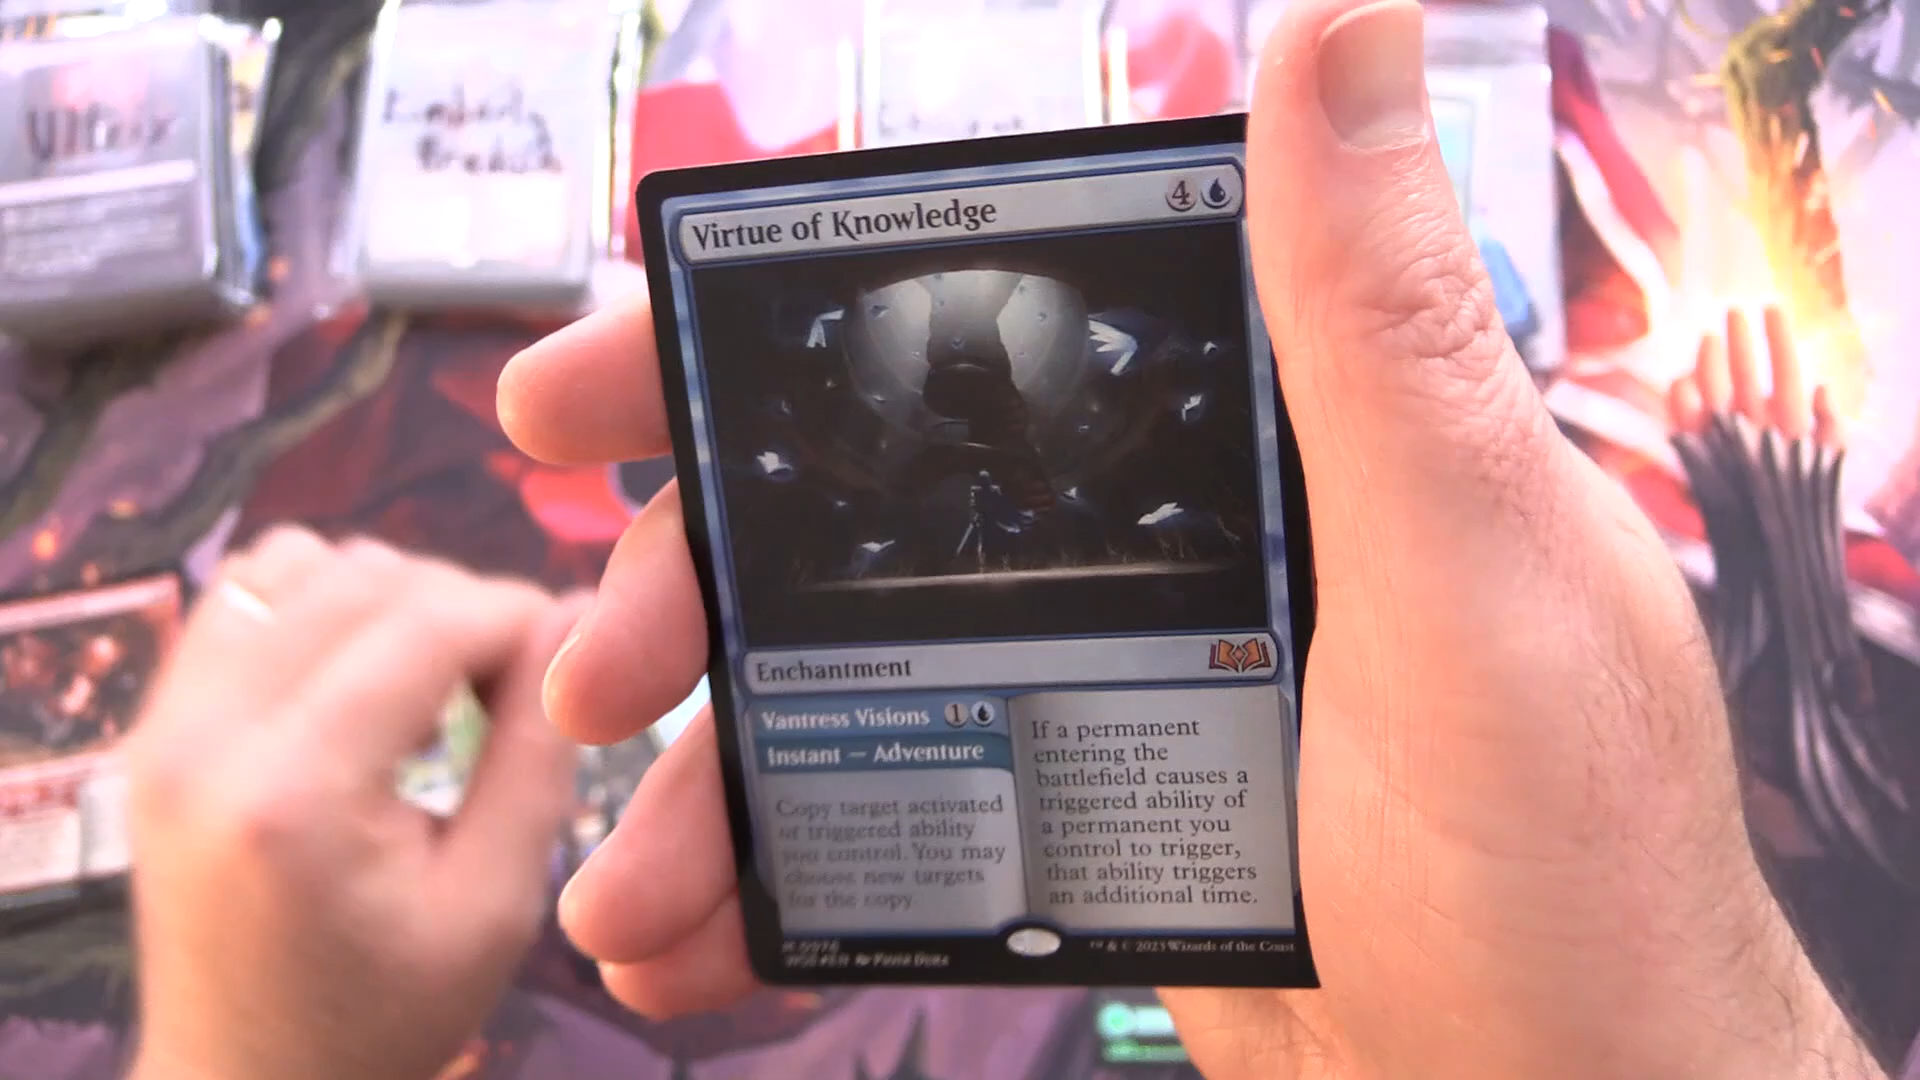 Ulfrix
Virtue of Knowledge 4
Enchantment
Vantress Visions 1
Instant — Adventure
Copy target activated
or triggered ability
you control. You may
choose new targets
for the copy.
If a permanent
entering the
battlefield causes a
triggered ability of
a permanent you
control to trigger,
that ability triggers
an additional time.
M 0076
™ & © 2023 Wizards of the Coast